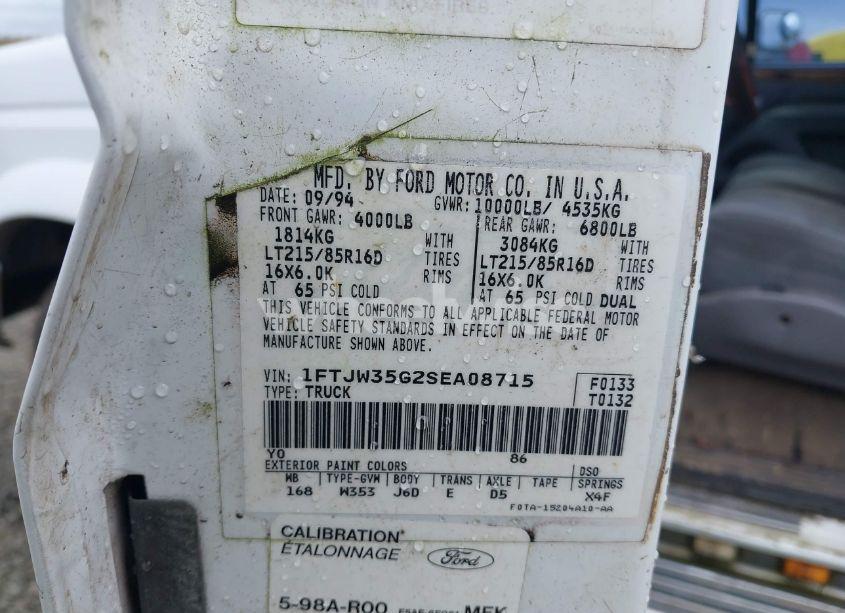 MFD. BY FORD MOTOR CO. IN U.S.A.
DATE: 09/94 GVWR: 10000LB/ 4535KG
FRONT GAWR: 4000LB REAR GAWR: 6800LB
1814KG WITH 3084KG WITH
LT215/85R16D TIRES LT215/85R16D TIRES
16X6.0K RIMS 16X6.0K RIMS
AT 65 PSI COLD AT 65 PSI COLD DUAL
THIS VEHICLE CONFORMS TO ALL APPLICABLE FEDERAL MOTOR
VEHICLE SAFETY STANDARDS IN EFFECT ON THE DATE OF
MANUFACTURE SHOWN ABOVE.
VIN: 1FTJW35G2SEA08715 F0133
TYPE: TRUCK T0132
YO 86
EXTERIOR PAINT COLORS DSO
WB TYPE-GVW BODY TRANS AXLE TAPE SPRINGS
168 W353 J6D E D5 X4F
F0TA-15204A10-AA
CALIBRATION
ÉTALONNAGE Ford
5-98A-R00 MEK